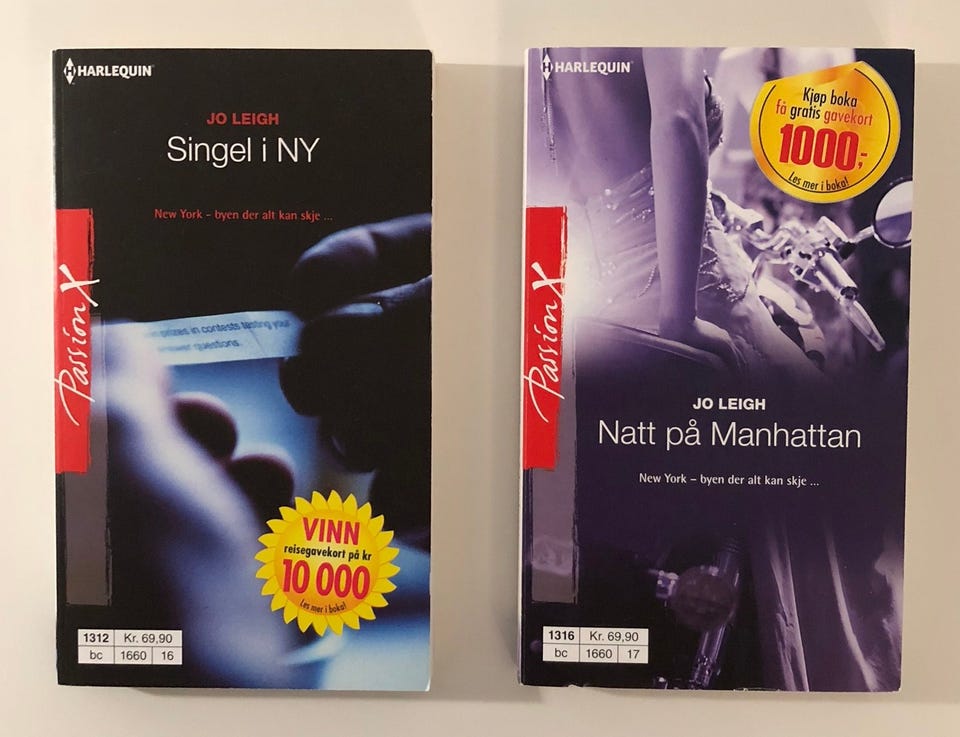 HARLEQUIN
JO LEIGH
Singel i NY
New York – byen der alt kan skje ...
Passion X
prizes in contests testing your
answer questions.
VINN
reisegavekort på kr
10 000
Les mer i boka!
1312 Kr. 69,90
bc 1660 16
HARLEQUIN
Kjøp boka
få gratis gavekort
1000,-
Les mer i boka!
Passion X
JO LEIGH
Natt på Manhattan
New York – byen der alt kan skje ...
1316 Kr. 69,90
bc 1660 17